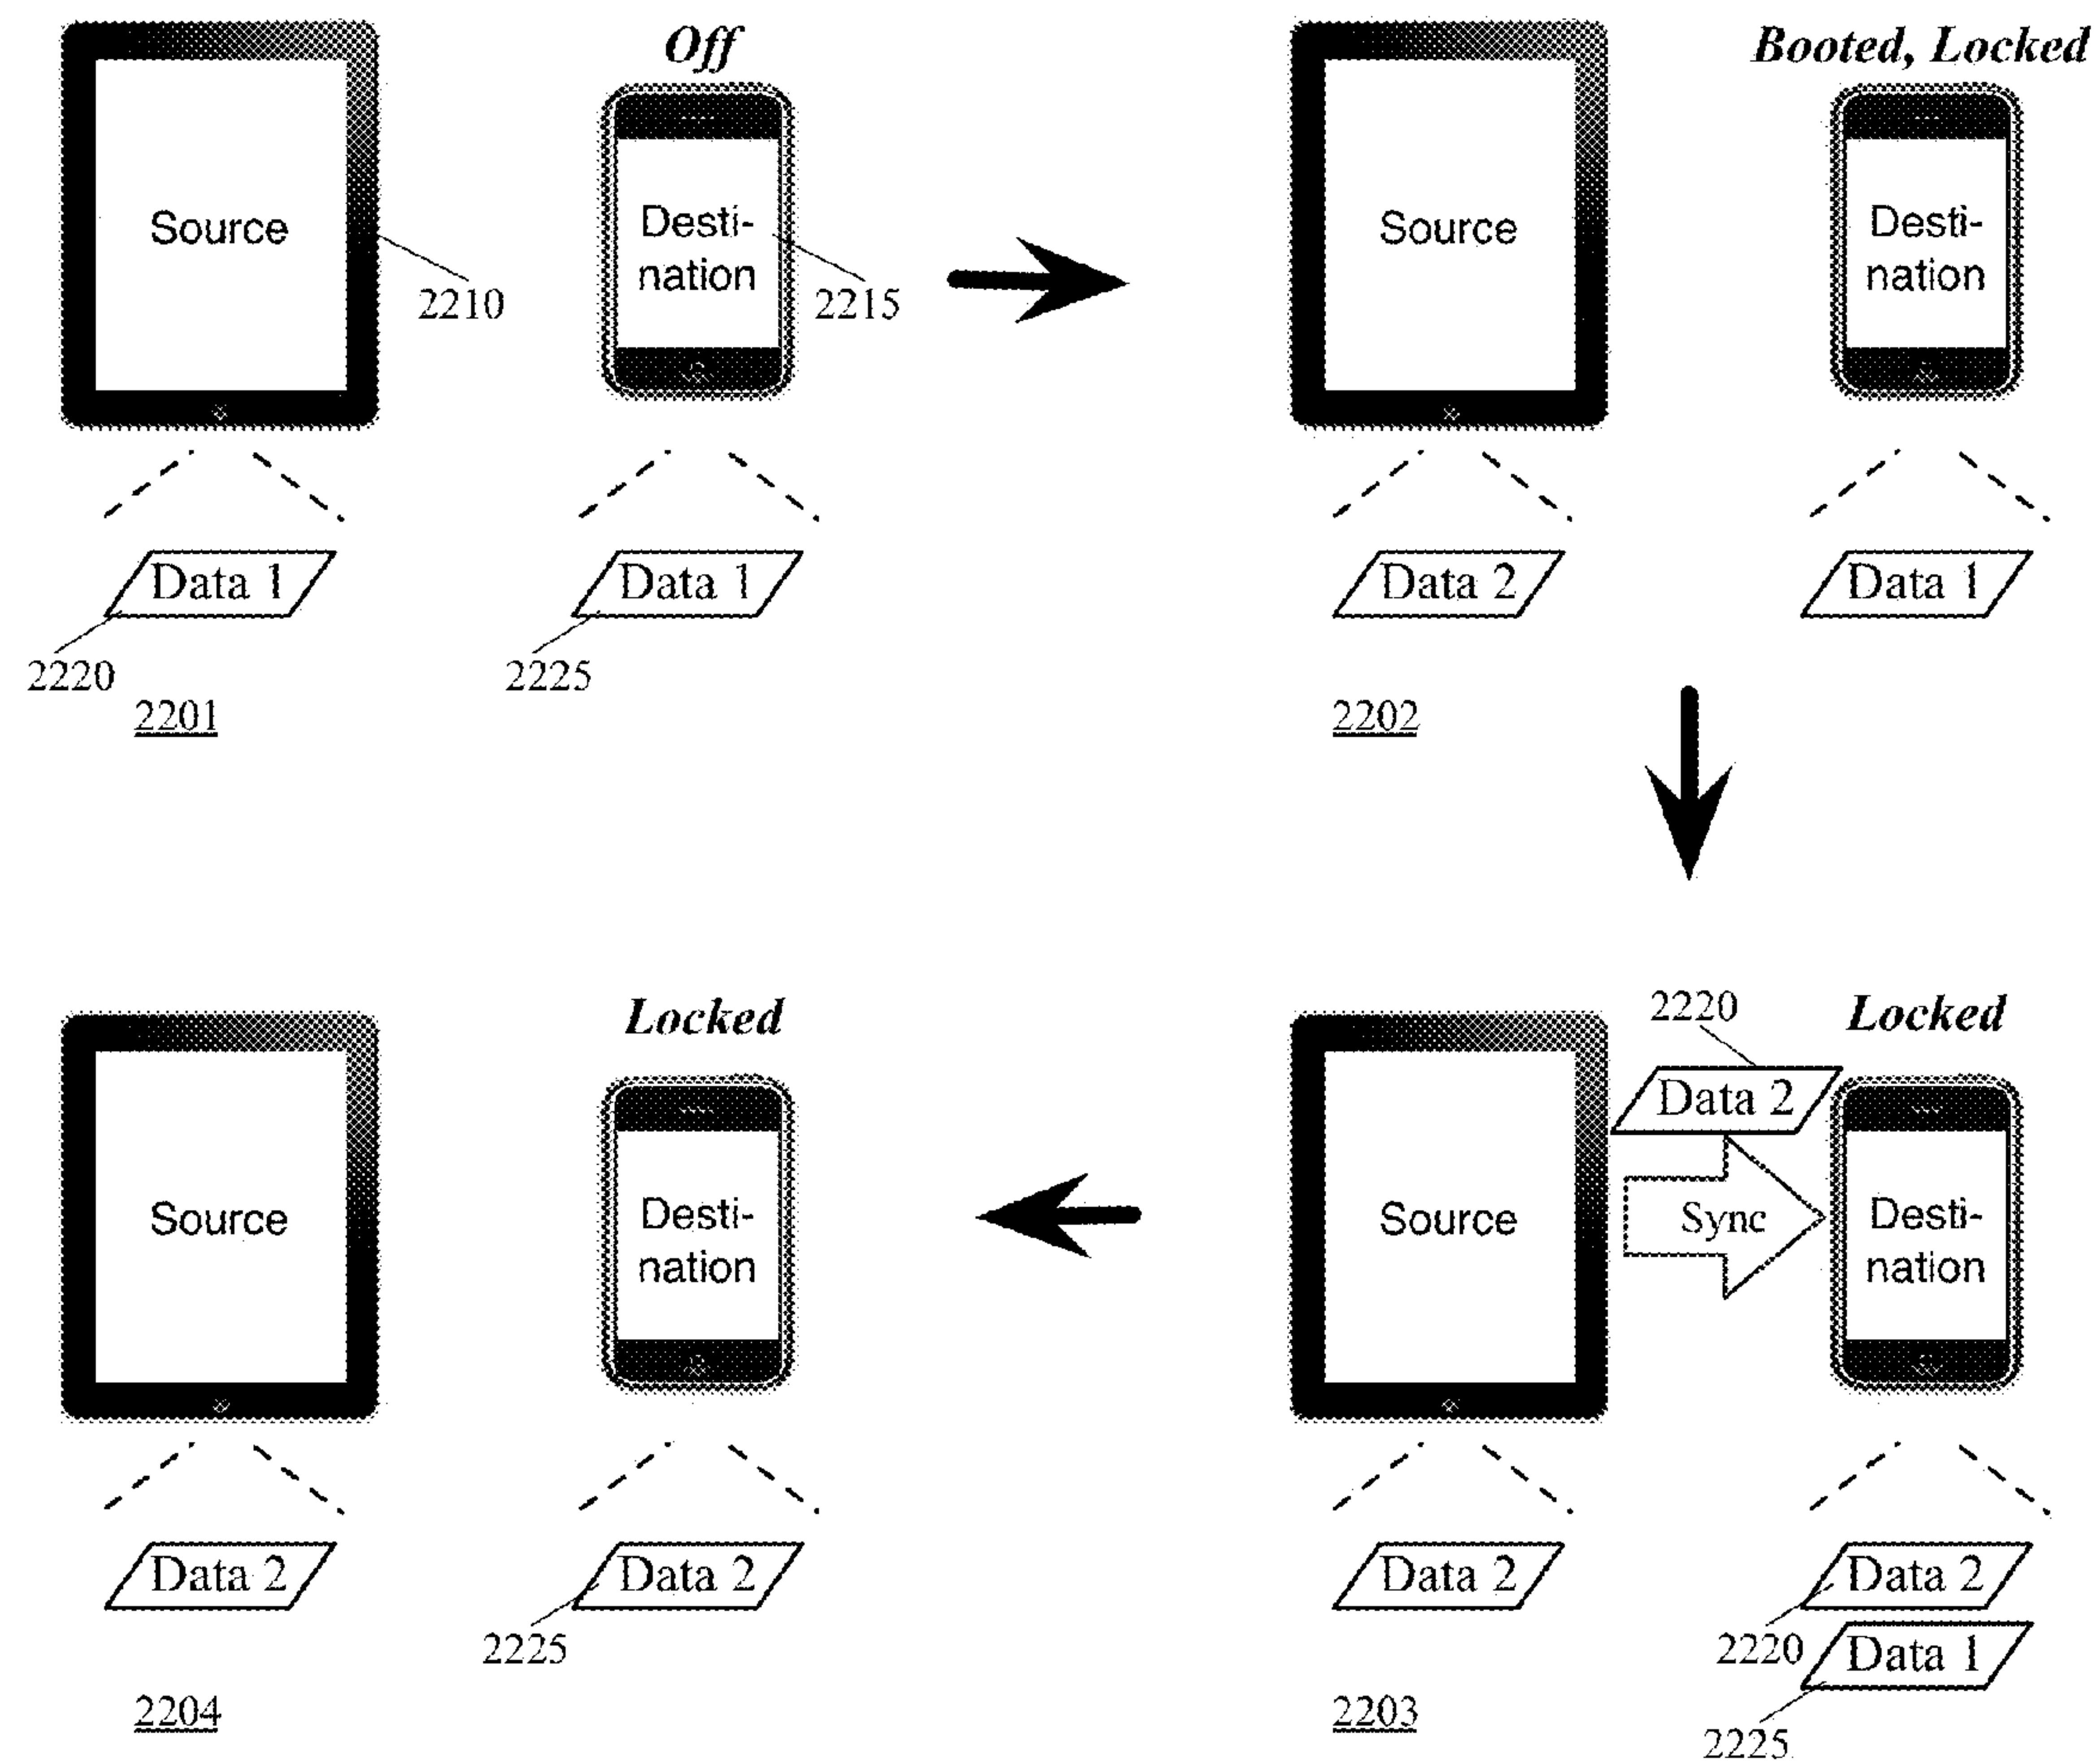 Off
Source
Desti-
nation
2210
2215
Data 1
Data 1
2220
2225
2201
Booted, Locked
Source
Desti-
nation
Data 2
Data 1
2202
2220
Locked
Data 2
Source
Sync
Desti-
nation
Data 2
Data 2
2220
Data 1
2225
2203
Locked
Source
Desti-
nation
Data 2
Data 2
2225
2204